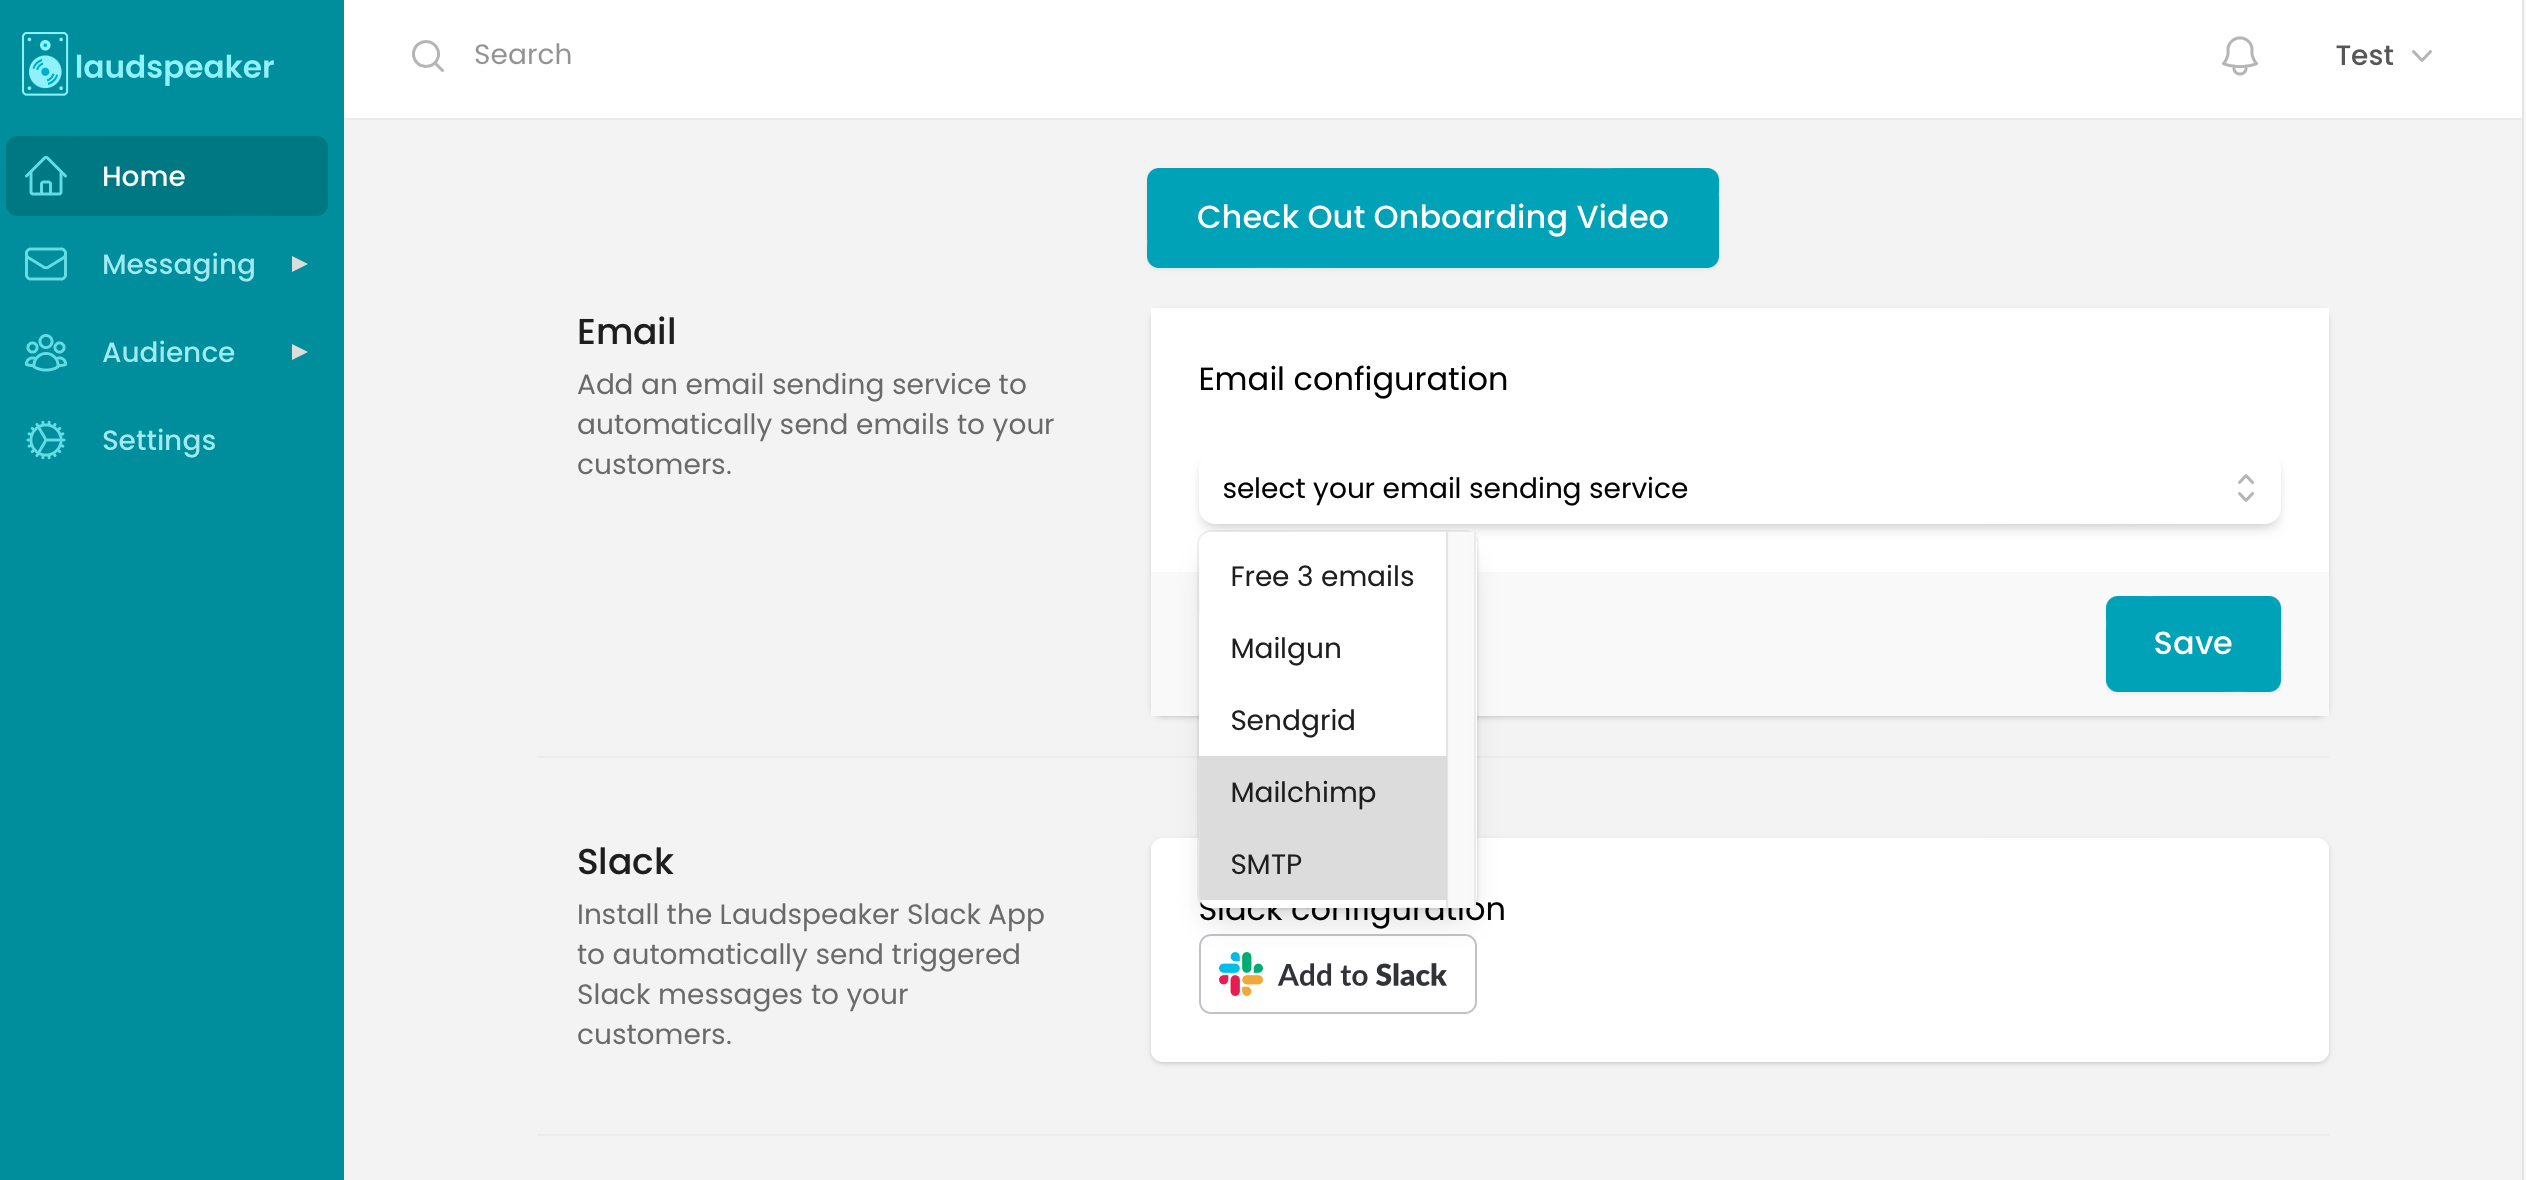 laudspeaker
Search
Test
Home
Messaging
Audience
Settings
Check Out Onboarding Video
Email
Add an email sending service to
automatically send emails to your
customers.
Email configuration
select your email sending service
Free 3 emails
Mailgun
Sendgrid
Mailchimp
SMTP
Save
Slack
Install the Laudspeaker Slack App
to automatically send triggered
Slack messages to your
customers.
Slack configuration
Add to Slack